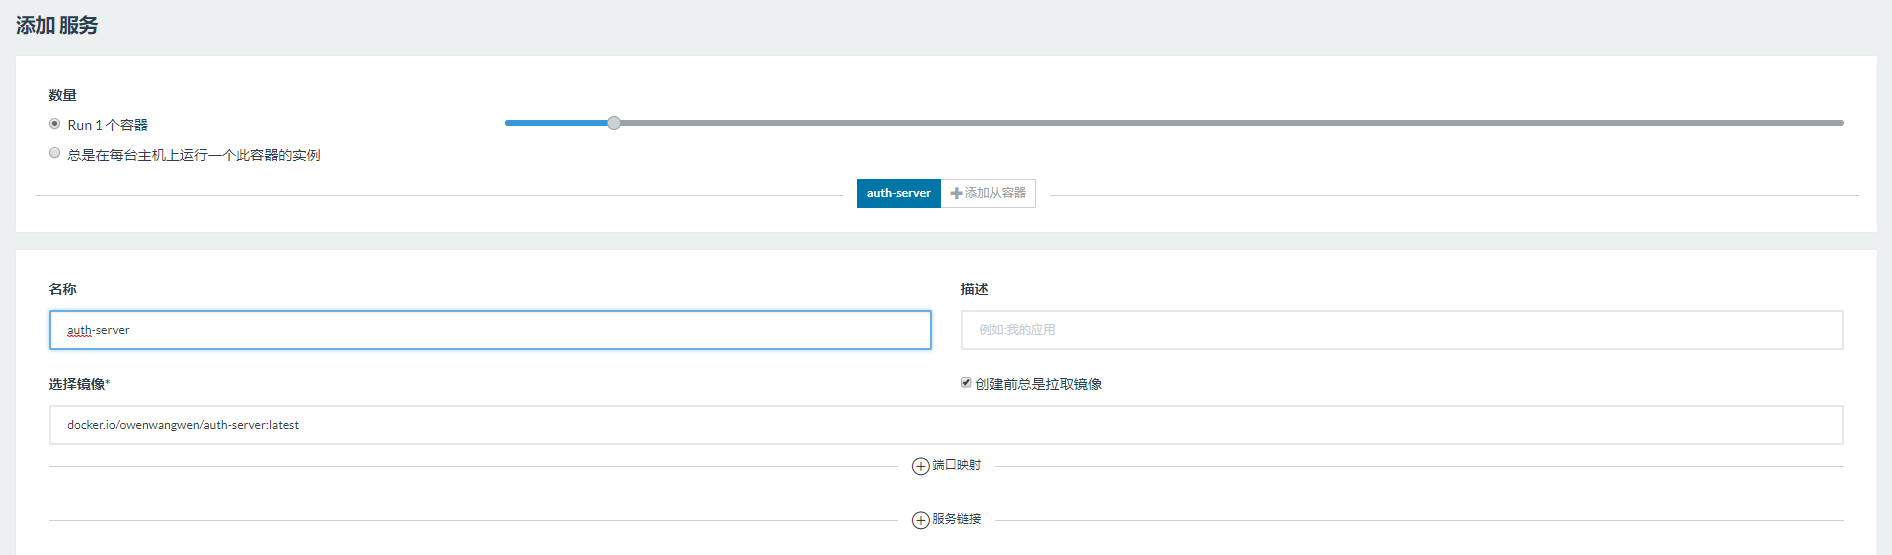 添加 服务
数量
Run 1 个容器
总是在每台主机上运行一个此容器的实例
auth-server
添加从容器
名称
描述
auth-server
例如:我的应用
选择镜像*
创建前总是拉取镜像
docker.io/owenwangwen/auth-server:latest
端口映射
服务链接